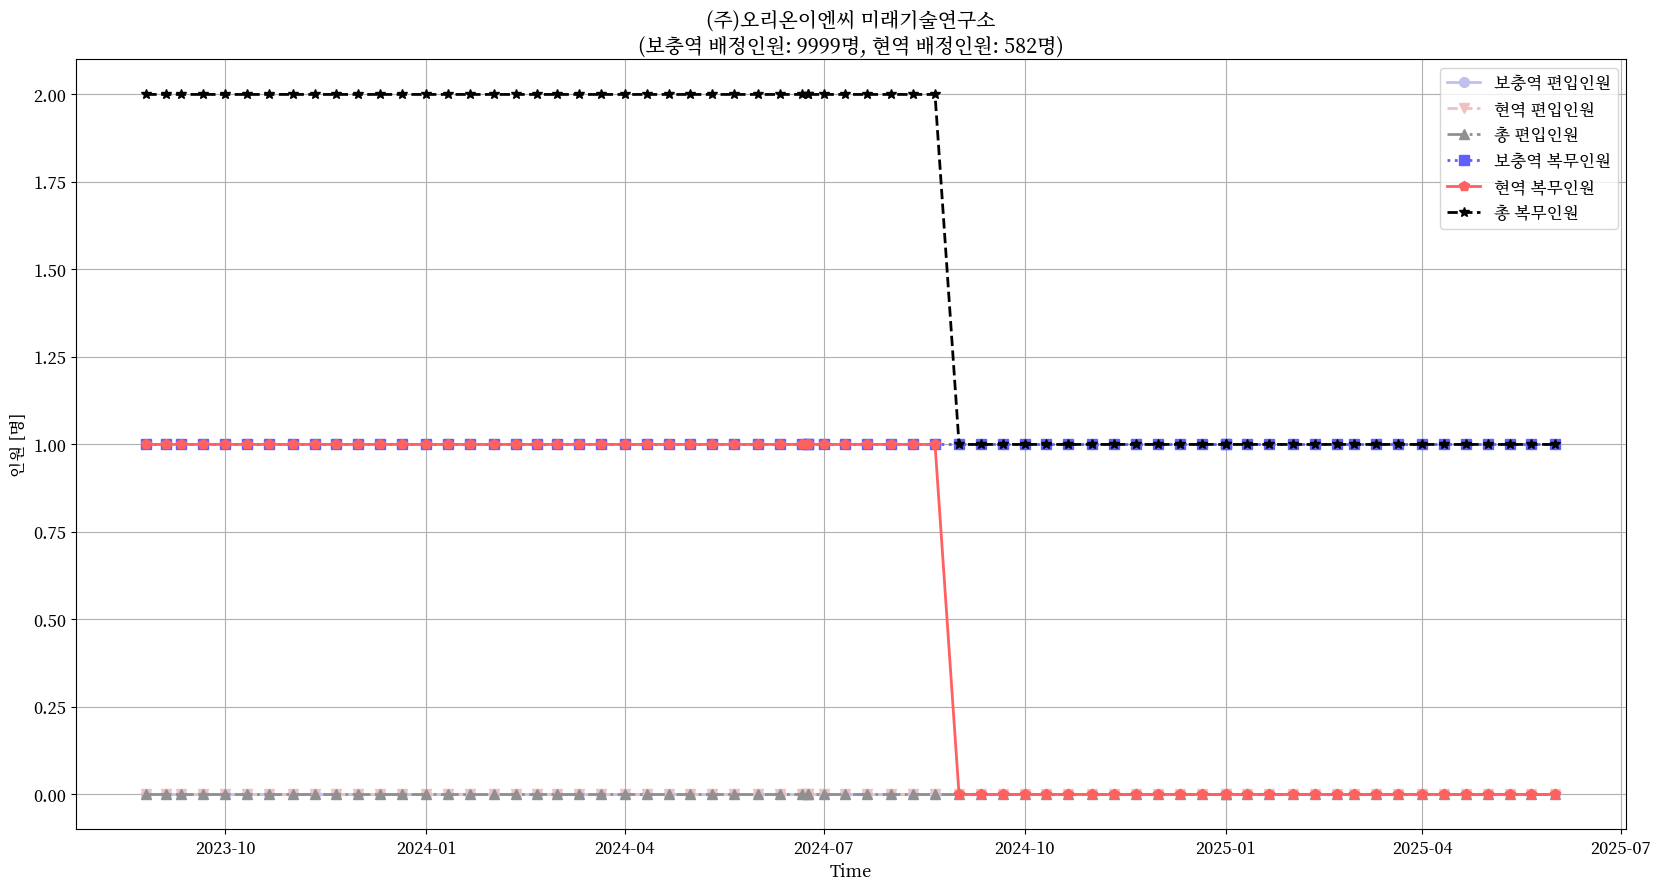 (주)오리온이엔씨 미래기술연구소
(보충역 배정인원: 9999명, 현역 배정인원: 582명)
보충역 편입인원
현역 편입인원
총 편입인원
보충역 복무인원
현역 복무인원
총 복무인원
인원 [명]
2.00
1.75
1.50
1.25
1.00
0.75
0.50
0.25
0.00
2023-10
2024-01
2024-04
2024-07
2024-10
2025-01
2025-04
2025-07
Time